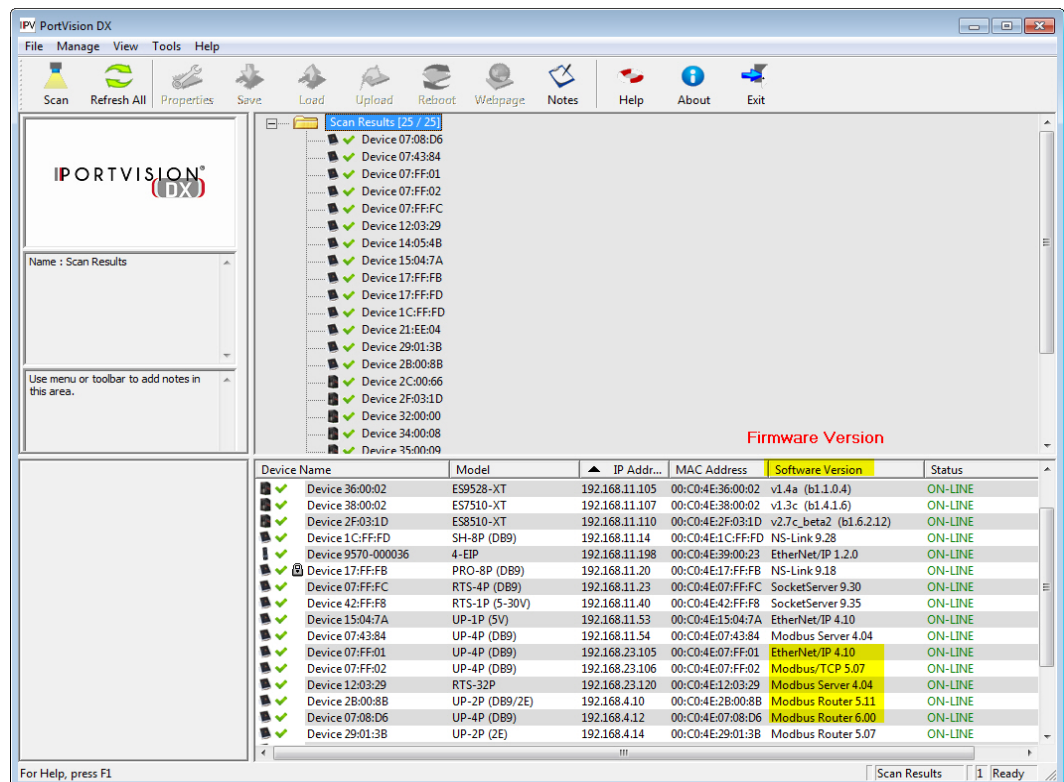 IPV PortVision DX
File Manage View Tools Help
Scan Refresh All Properties Save Load Upload Reboot Webpage Notes Help About Exit
PORTVISION®
(DX)
Name : Scan Results
Use menu or toolbar to add notes in
this area.
Scan Results [25 / 25]
Device 07:08:D6
Device 07:43:84
Device 07:FF:01
Device 07:FF:02
Device 07:FF:FC
Device 12:03:29
Device 14:05:4B
Device 15:04:7A
Device 17:FF:FB
Device 17:FF:FD
Device 1C:FF:FD
Device 21:EE:04
Device 29:01:3B
Device 2B:00:8B
Device 2C:00:66
Device 2F:03:1D
Device 32:00:00
Device 34:00:08
Device 35:00:09
Firmware Version
Device Name Model IP Addr... MAC Address Software Version Status
Device 36:00:02 ES9528-XT 192.168.11.105 00:C0:4E:36:00:02 v1.4a (b1.1.0.4) ON-LINE
Device 38:00:02 ES7510-XT 192.168.11.107 00:C0:4E:38:00:02 v1.3c (b1.4.1.6) ON-LINE
Device 2F:03:1D ES8510-XT 192.168.11.110 00:C0:4E:2F:03:1D v2.7c_beta2 (b1.6.2.12) ON-LINE
Device 1C:FF:FD SH-8P (DB9) 192.168.11.14 00:C0:4E:1C:FF:FD NS-Link 9.28 ON-LINE
Device 9570-000036 4-EIP 192.168.11.198 00:C0:4E:39:00:23 EtherNet/IP 1.2.0 ON-LINE
Device 17:FF:FB PRO-8P (DB9) 192.168.11.20 00:C0:4E:17:FF:FB NS-Link 9.18 ON-LINE
Device 07:FF:FC RTS-4P (DB9) 192.168.11.23 00:C0:4E:07:FF:FC SocketServer 9.30 ON-LINE
Device 42:FF:F8 RTS-1P (5-30V) 192.168.11.40 00:C0:4E:42:FF:F8 SocketServer 9.35 ON-LINE
Device 15:04:7A UP-1P (5V) 192.168.11.53 00:C0:4E:15:04:7A EtherNet/IP 4.10 ON-LINE
Device 07:43:84 UP-4P (DB9) 192.168.11.54 00:C0:4E:07:43:84 Modbus Server 4.04 ON-LINE
Device 07:FF:01 UP-4P (DB9) 192.168.23.105 00:C0:4E:07:FF:01 EtherNet/IP 4.10 ON-LINE
Device 07:FF:02 UP-4P (DB9) 192.168.23.106 00:C0:4E:07:FF:02 Modbus/TCP 5.07 ON-LINE
Device 12:03:29 RTS-32P 192.168.23.120 00:C0:4E:12:03:29 Modbus Server 4.04 ON-LINE
Device 2B:00:8B UP-2P (DB9/2E) 192.168.4.10 00:C0:4E:2B:00:8B Modbus Router 5.11 ON-LINE
Device 07:08:D6 UP-4P (DB9) 192.168.4.12 00:C0:4E:07:08:D6 Modbus Router 6.00 ON-LINE
Device 29:01:3B UP-2P (2E) 192.168.4.14 00:C0:4E:29:01:3B Modbus Router 5.07 ON-LINE
For Help, press F1 Scan Results 1 Ready